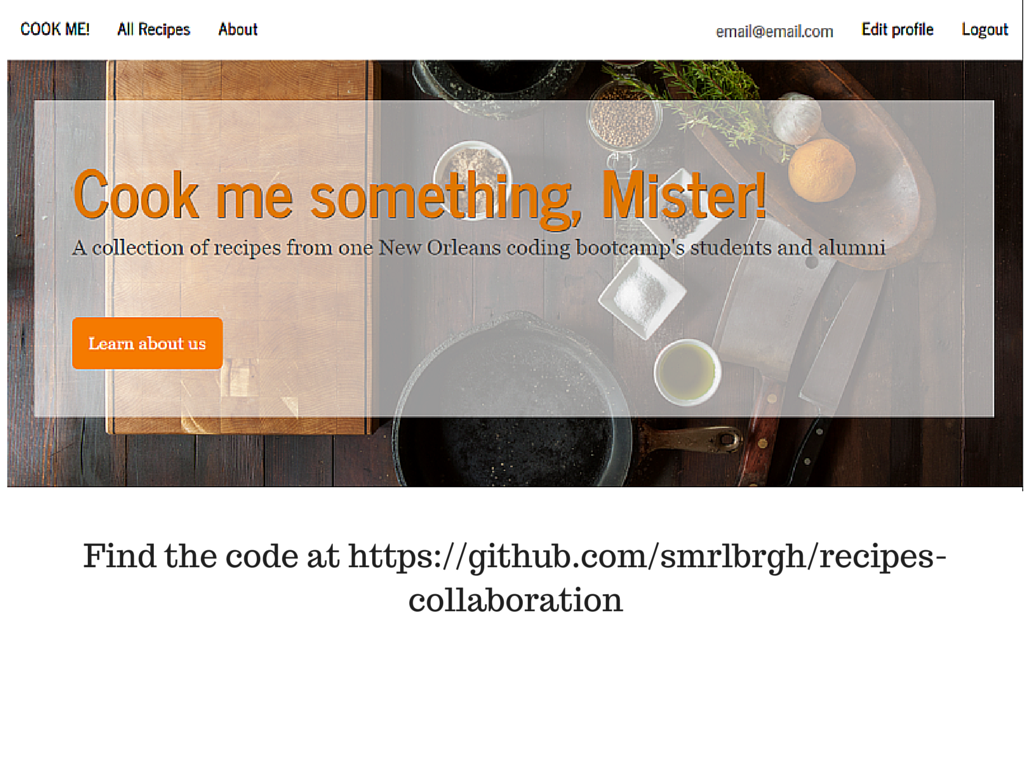 COOK ME! All Recipes About email@email.com Edit profile Logout
Cook me something, Mister!
A collection of recipes from one New Orleans coding bootcamp's students and alumni
Learn about us
Find the code at https://github.com/smrlbrgh/recipes-
collaboration